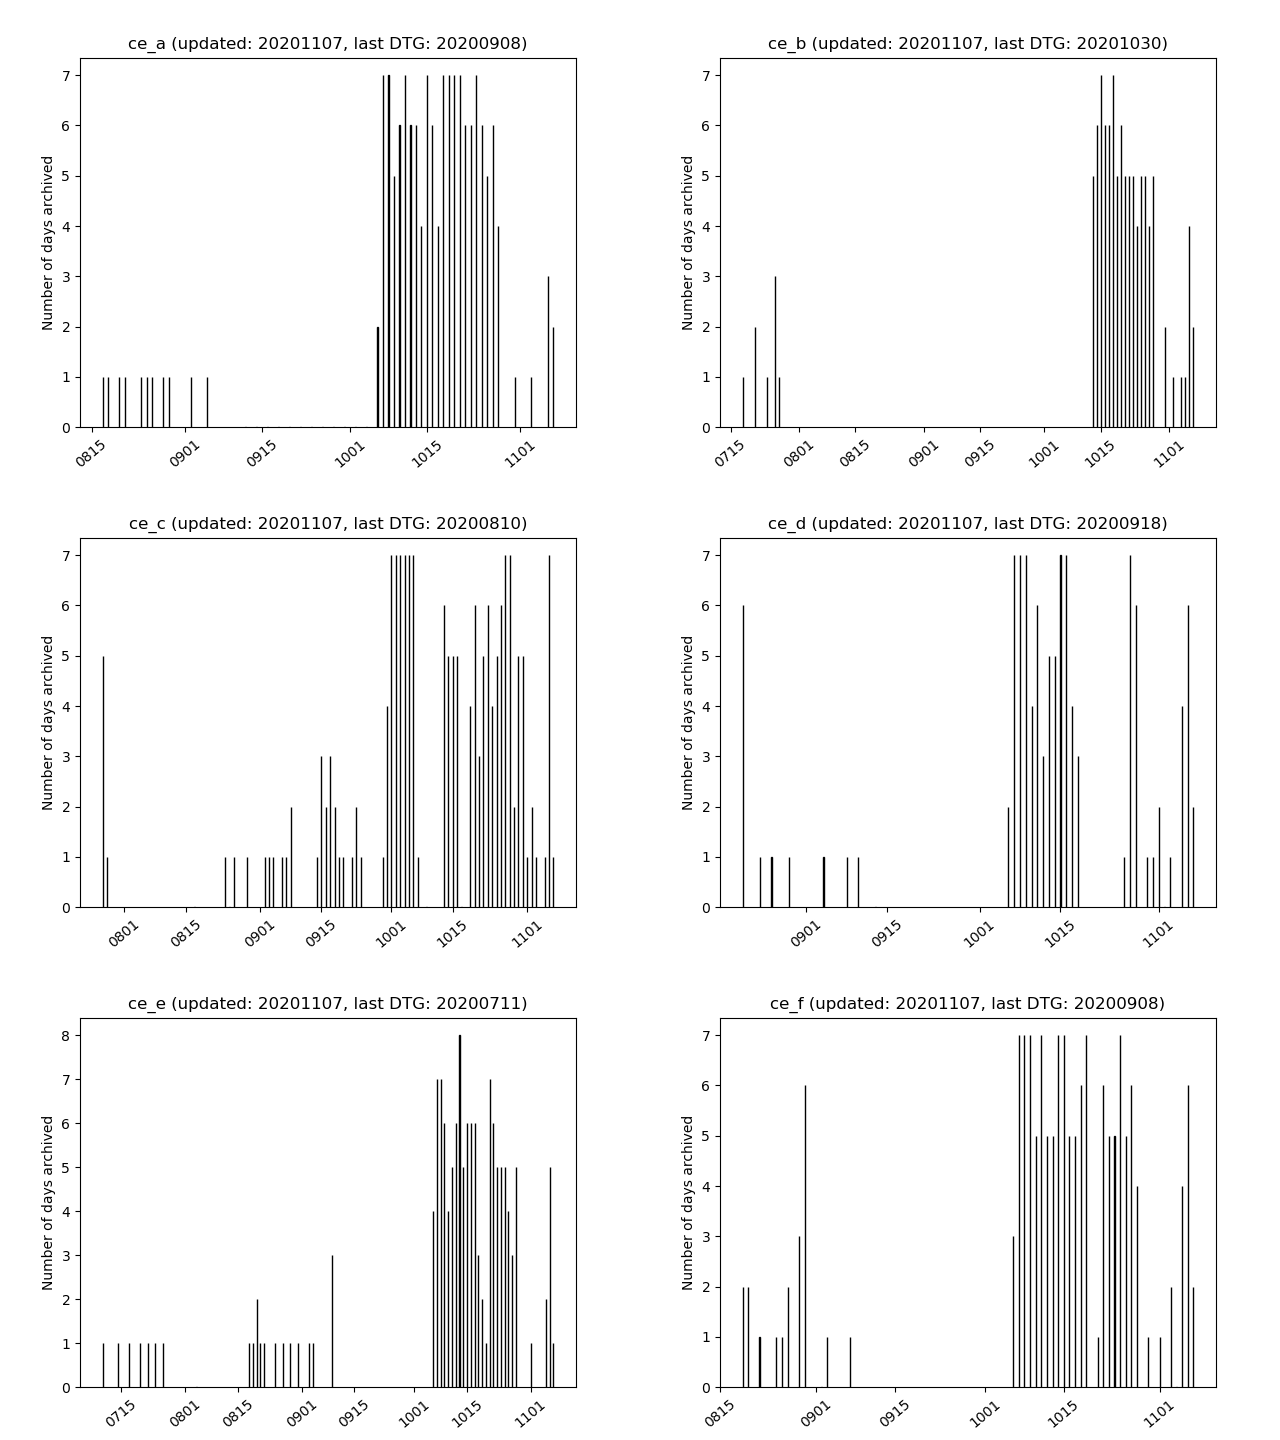 ce_a (updated: 20201107, last DTG: 20200908)
Number of days archived
7
6
5
4
3
2
1
0
0815 0901 0915 1001 1015 1101
ce_b (updated: 20201107, last DTG: 20201030)
Number of days archived
7
6
5
4
3
2
1
0
0715 0801 0815 0901 0915 1001 1015 1101
ce_c (updated: 20201107, last DTG: 20200810)
Number of days archived
7
6
5
4
3
2
1
0
0801 0815 0901 0915 1001 1015 1101
ce_d (updated: 20201107, last DTG: 20200918)
Number of days archived
7
6
5
4
3
2
1
0
0901 0915 1001 1015 1101
ce_e (updated: 20201107, last DTG: 20200711)
Number of days archived
8
7
6
5
4
3
2
1
0
0715 0801 0815 0901 0915 1001 1015 1101
ce_f (updated: 20201107, last DTG: 20200908)
Number of days archived
7
6
5
4
3
2
1
0
0815 0901 0915 1001 1015 1101